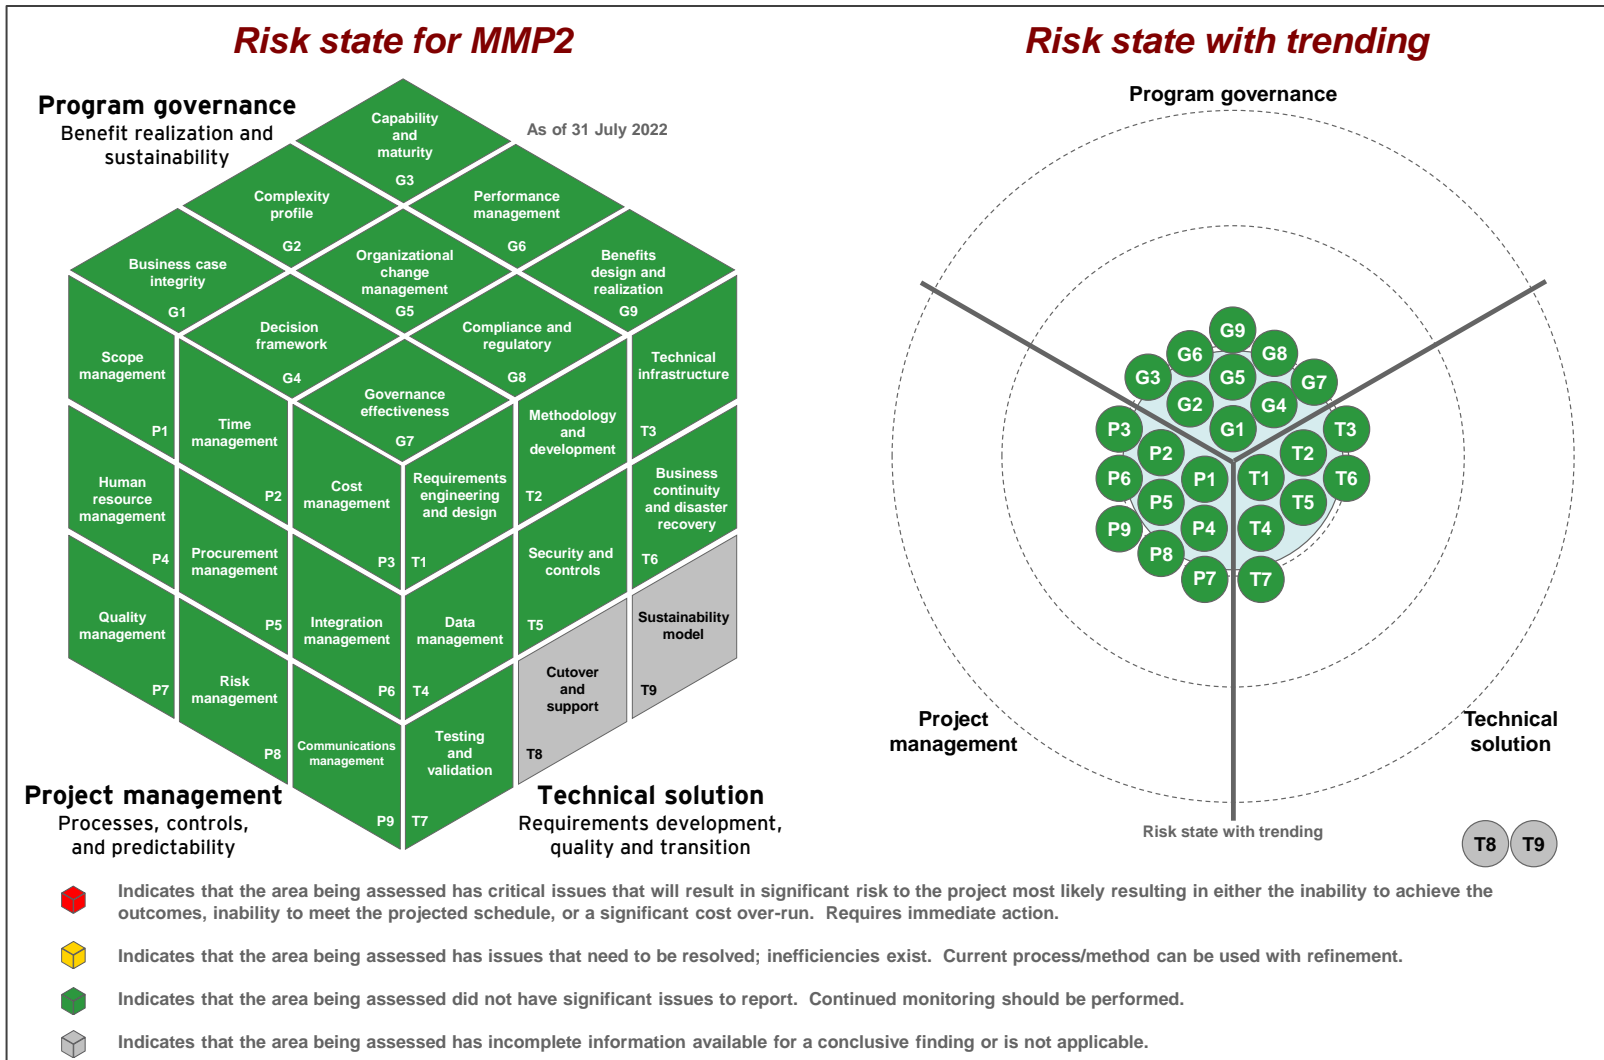 Risk state for MMP2
Program governance
Benefit realization and
sustainability
As of 31 July 2022
Capability
and
maturity
G3
Complexity
profile
G2
Performance
management
G6
Business case
integrity
G1
Organizational
change
management
G5
Benefits
design and
realization
G9
Decision
framework
G4
Compliance and
regulatory
G8
Governance
effectiveness
G7
Scope
management
P1
Time
management
P2
Cost
management
P3
Human
resource
management
P4
Procurement
management
P5
Integration
management
P6
Quality
management
P7
Risk
management
P8
Communications
management
P9
Requirements
engineering
and design
T1
Methodology
and
development
T2
Technical
infrastructure
T3
Data
management
T4
Security and
controls
T5
Business
continuity
and disaster
recovery
T6
Testing
and
validation
T7
Cutover
and
support
T8
Sustainability
model
T9
Project management
Processes, controls,
and predictability
Technical solution
Requirements development,
quality and transition
Risk state with trending
Program governance
G9
G6
G8
G3
G5
G7
G2
G4
G1
P3
P2
P1
P6
P5
P4
P9
P8
P7
T3
T2
T1
T6
T5
T4
T7
Project
management
Technical
solution
Risk state with trending
T8
T9
Indicates that the area being assessed has critical issues that will result in significant risk to the project most likely resulting in either the inability to achieve the
outcomes, inability to meet the projected schedule, or a significant cost over-run. Requires immediate action.
Indicates that the area being assessed has issues that need to be resolved; inefficiencies exist. Current process/method can be used with refinement.
Indicates that the area being assessed did not have significant issues to report. Continued monitoring should be performed.
Indicates that the area being assessed has incomplete information available for a conclusive finding or is not applicable.